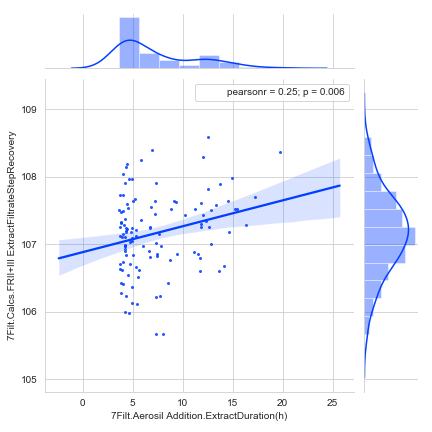 pearsonr = 0.25; p = 0.006
109
108
107
106
105
7Filt.Calcs.FRII+III ExtractFiltrateStepRecovery
0 5 10 15 20 25
7Filt.Aerosil Addition.ExtractDuration(h)